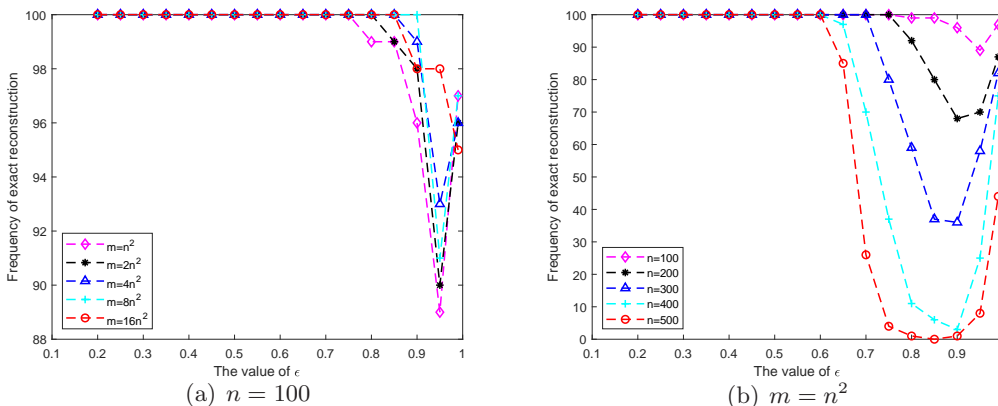 100
98
96
94
92
90
88
0.1 0.2 0.3 0.4 0.5 0.6 0.7 0.8 0.9 1
Frequency of exact reconstruction
The value of ϵ
m=n²
m=2n²
m=4n²
m=8n²
m=16n²
(a) n = 100
100
90
80
70
60
50
40
30
20
10
0
0.1 0.2 0.3 0.4 0.5 0.6 0.7 0.8 0.9
Frequency of exact reconstruction
The value of ϵ
n=100
n=200
n=300
n=400
n=500
(b) m = n²